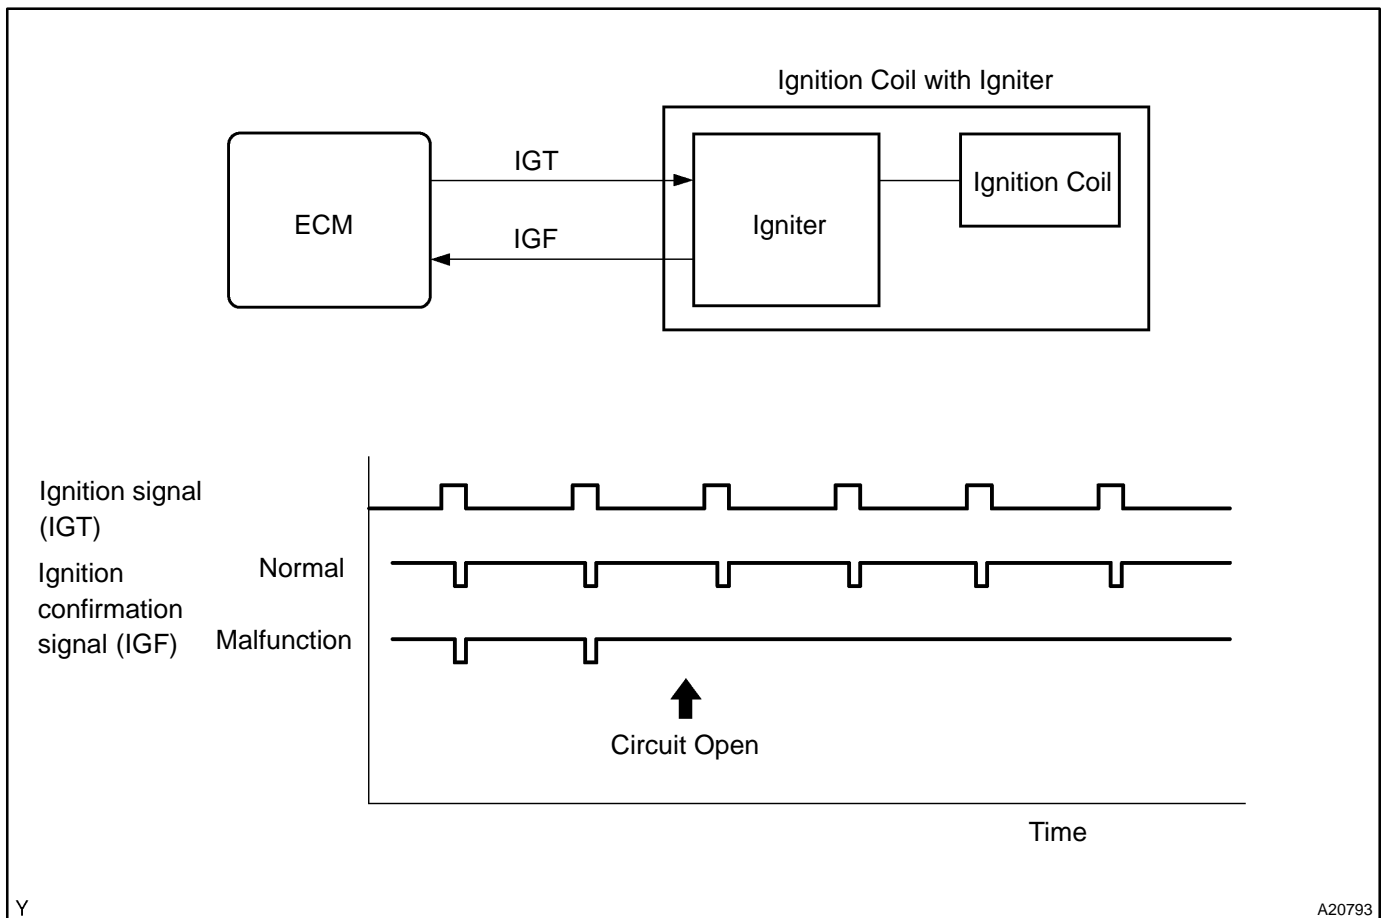 Ignition Coil with Igniter
ECM
IGT
IGF
Igniter
Ignition Coil
Ignition signal
(IGT)
Ignition
confirmation
signal (IGF)
Normal
Malfunction
Circuit Open
Time
Y
A20793